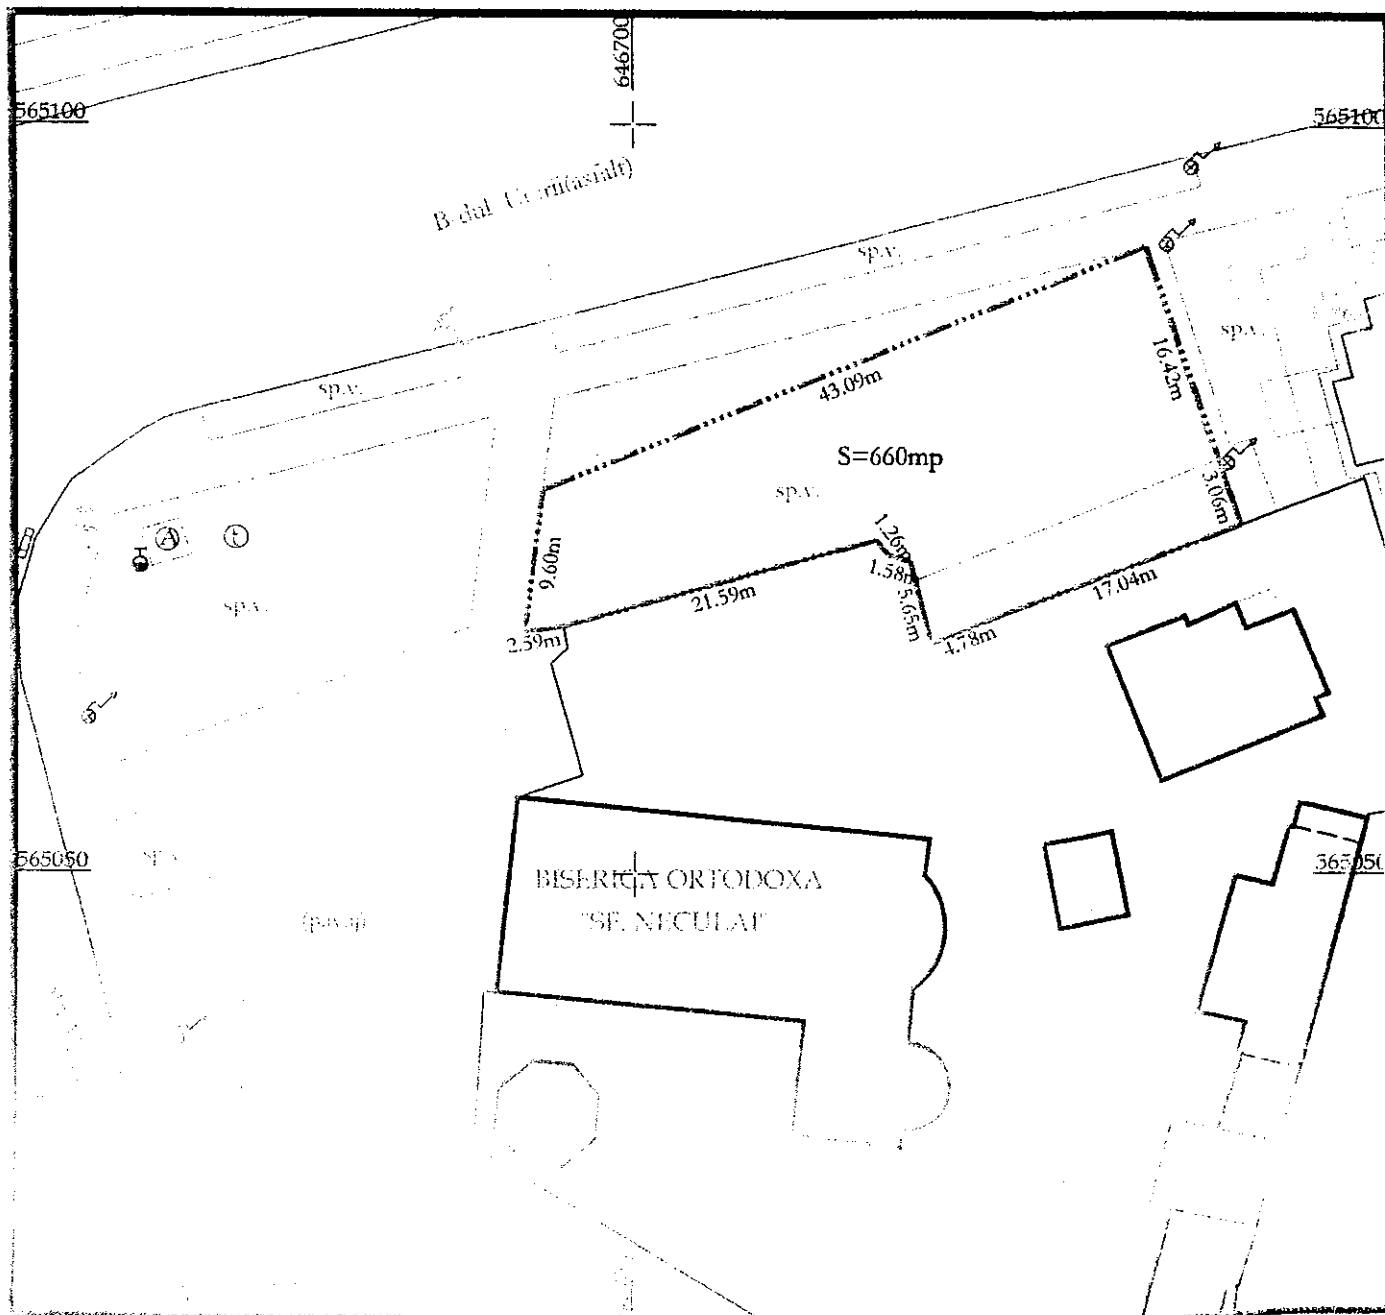 646700
565100
565100
sp.v.
sp.v.
43.09m
16.42m
sp.v.
S=660mp
sp.v.
3.06m
1.26m
1.58m
9.60m
21.59m
5.65m
17.04m
A
sp.v.
2.59m
4.78m
565050
BISERICA ORTODOXA
"SF. NECULAI"